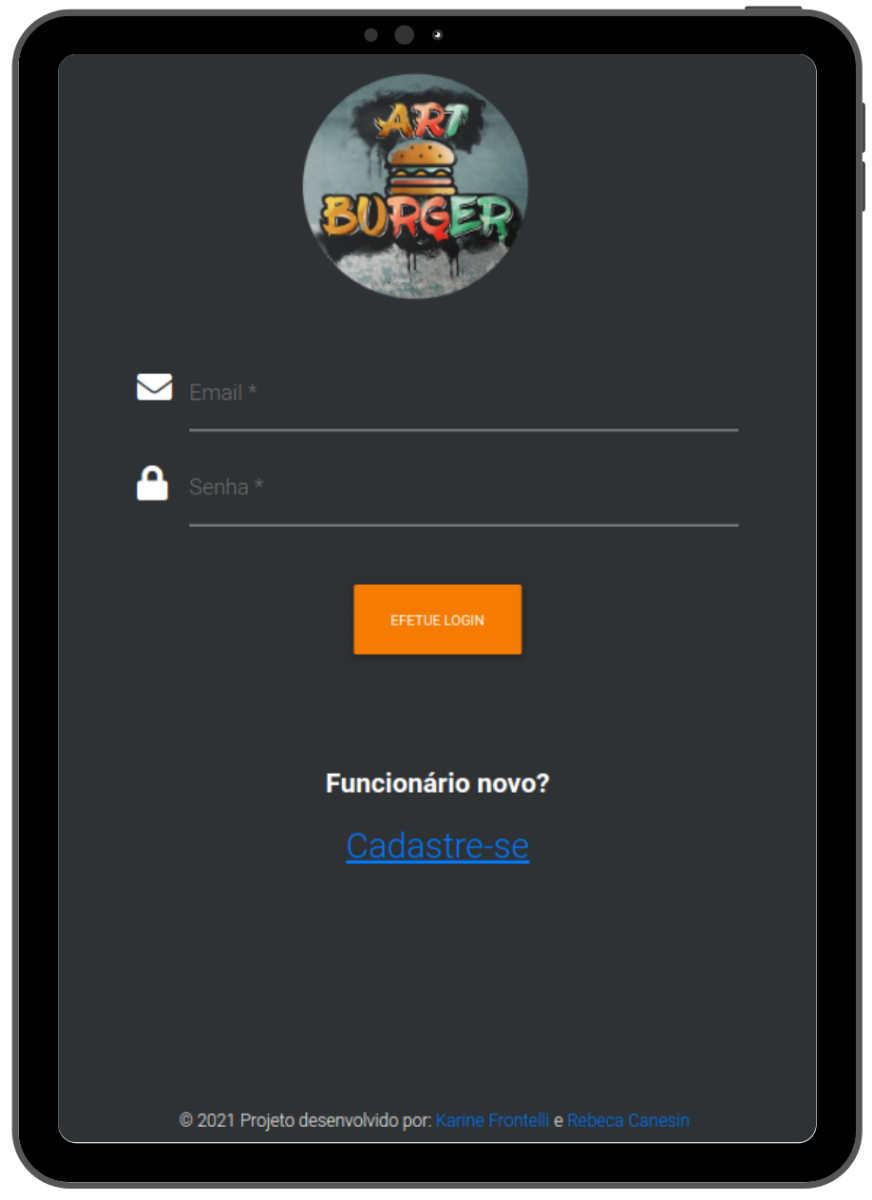 ART
BURGER
Email *
Senha *
EFETUE LOGIN
Funcionário novo?
Cadastre-se
© 2021 Projeto desenvolvido por: Karine Frontelli e Rebeca Canesin